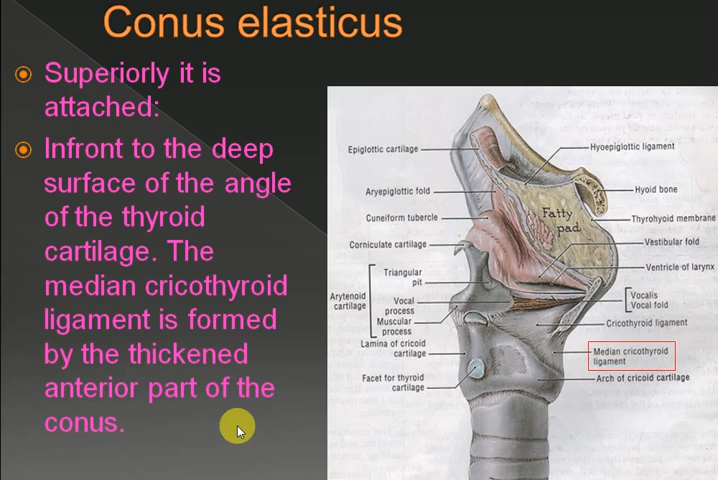 Conus elasticus
Superiorly it is
attached:
Infront to the deep
surface of the angle
of the thyroid
cartilage. The
median cricothyroid
ligament is formed
by the thickened
anterior part of the
conus.
Epiglottic cartilage
Aryepiglottic fold
Cuneiform tubercle
Corniculate cartilage
Triangular
pit
Arytenoid
cartilage
Vocal
process
Muscular
process
Lamina of cricoid
cartilage
Facet for thyroid
cartilage
Fatty
pad
Hyoepiglottic ligament
Hyoid bone
Thyrohyoid membrane
Vestibular fold
Ventricle of larynx
Vocalis
Vocal fold
Cricothyroid ligament
Median cricothyroid
ligament
Arch of cricoid cartilage